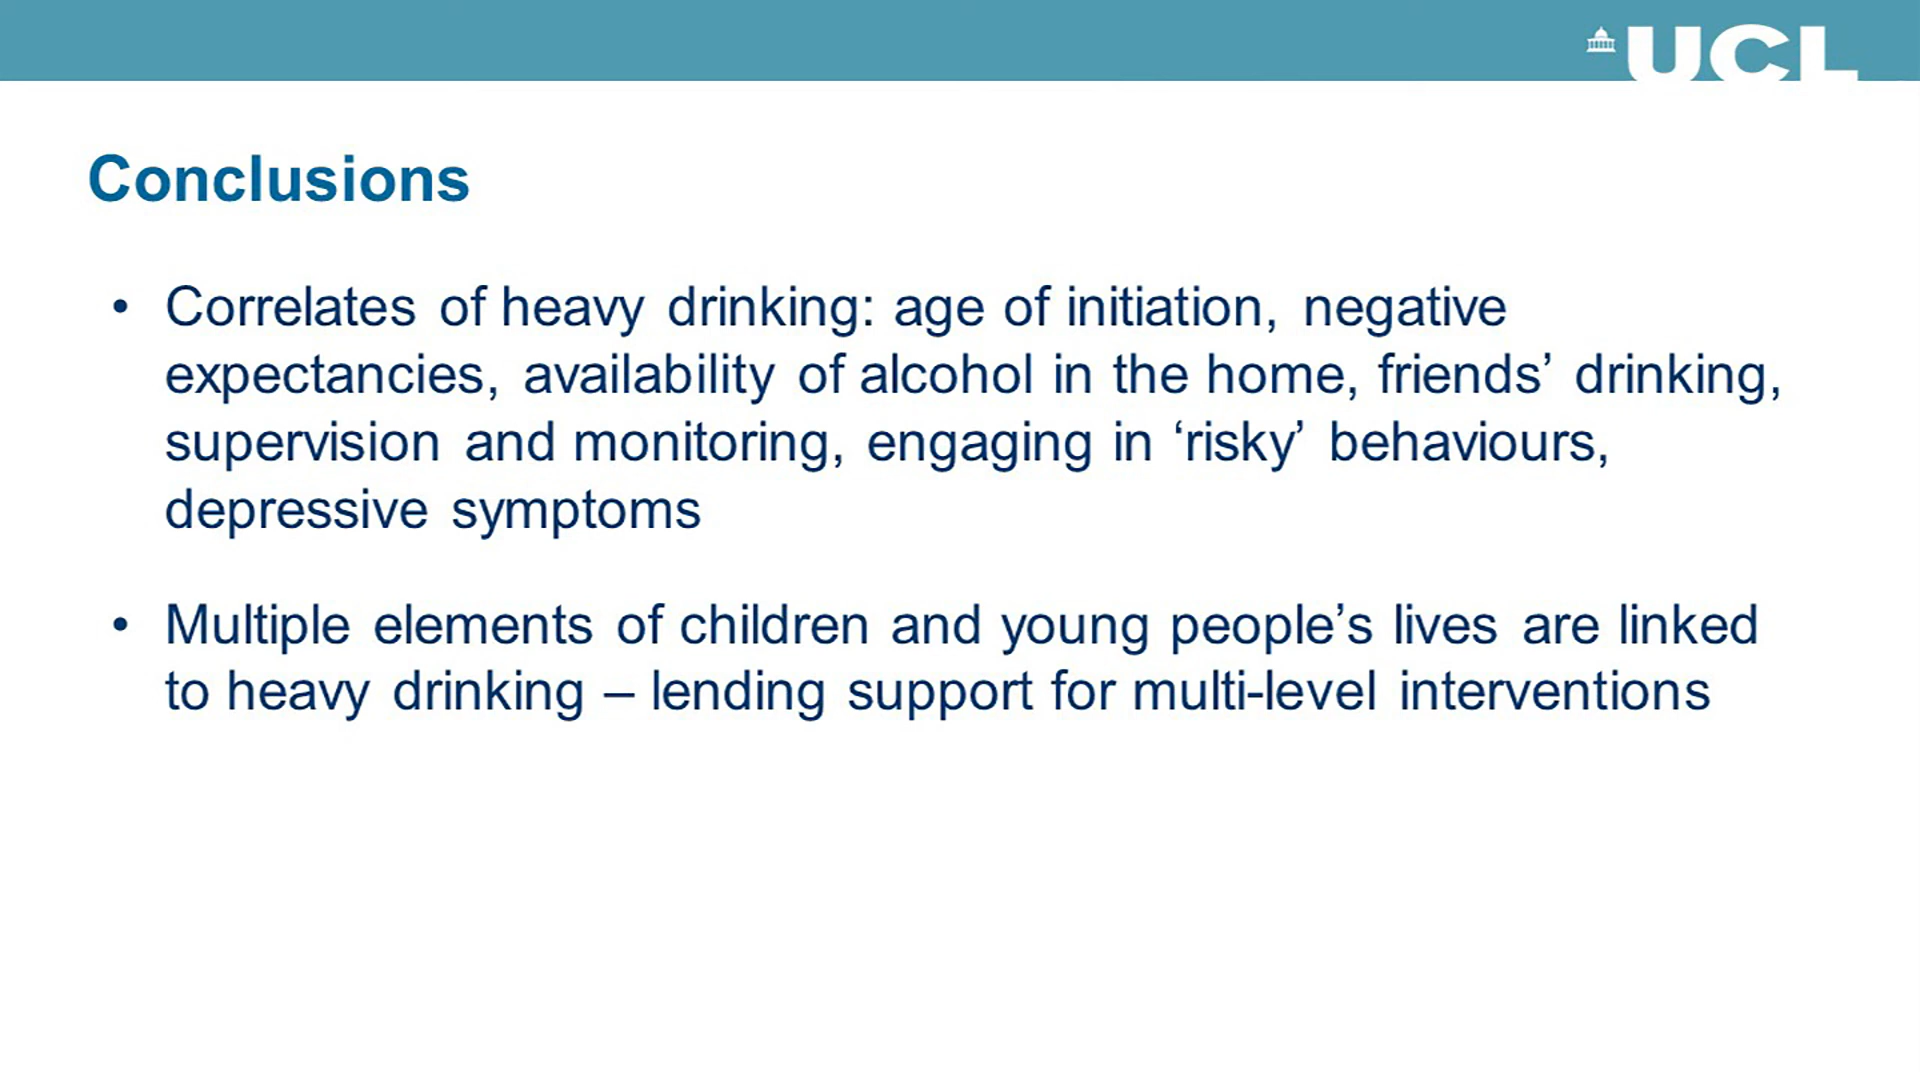 UCL
Conclusions
• Correlates of heavy drinking: age of initiation, negative
expectancies, availability of alcohol in the home, friends’ drinking,
supervision and monitoring, engaging in ‘risky’ behaviours,
depressive symptoms
• Multiple elements of children and young people’s lives are linked
to heavy drinking – lending support for multi-level interventions